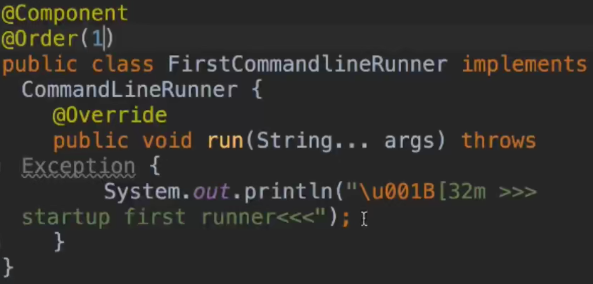 @Component
@Order(1)
public class FirstCommandlineRunner implements
CommandLineRunner {
@Override
public void run(String... args) throws
Exception {
System.out.println("\u001B[32m >>>
startup first runner<<<");
}
}